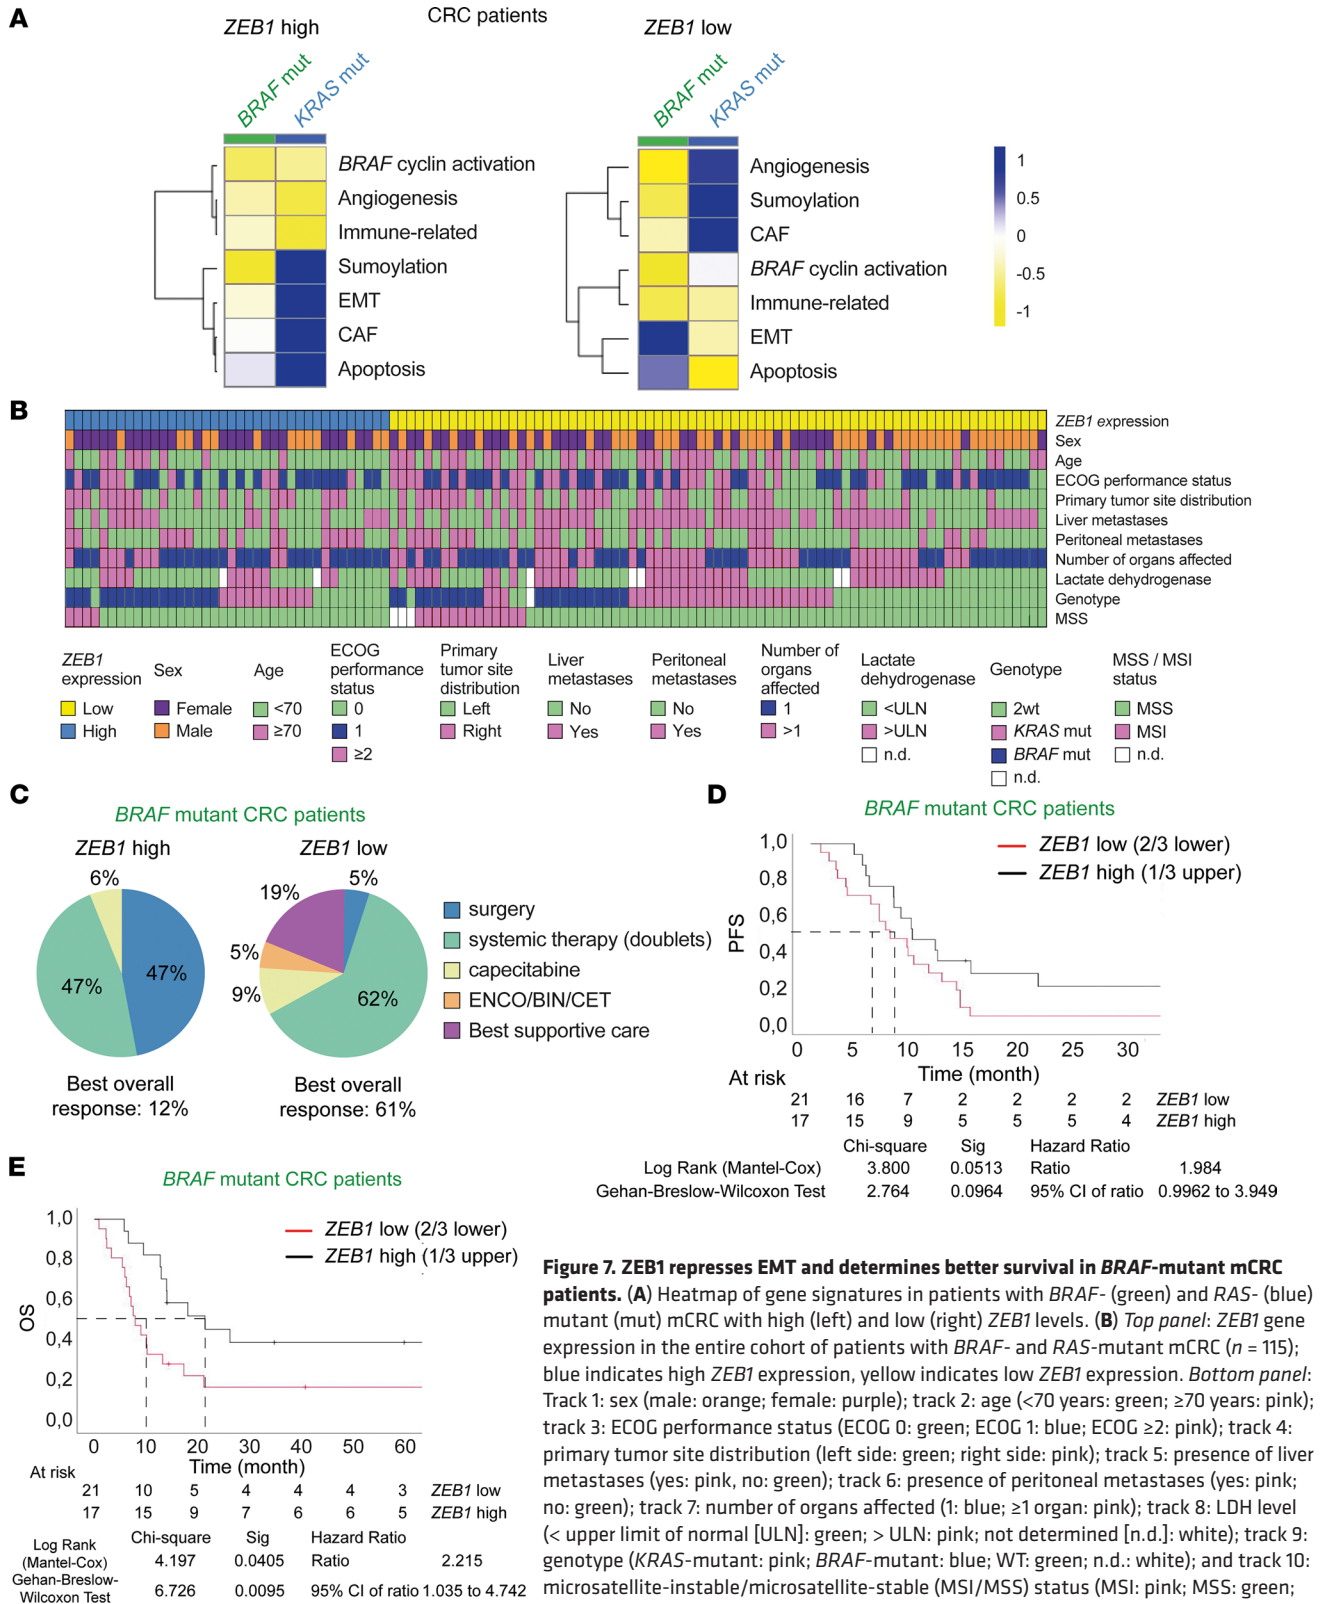 A
CRC patients
ZEB1 high
ZEB1 low
BRAF mut
KRAS mut
BRAF mut
KRAS mut
BRAF cyclin activation
Angiogenesis
Immune-related
Sumoylation
EMT
CAF
Apoptosis
Angiogenesis
Sumoylation
CAF
BRAF cyclin activation
Immune-related
EMT
Apoptosis
1
0.5
0
-0.5
-1
B
ZEB1 expression
Sex
Age
ECOG performance status
Primary tumor site distribution
Liver metastases
Peritoneal metastases
Number of organs affected
Lactate dehydrogenase
Genotype
MSS
ZEB1
expression
Low
High
Sex
Female
Male
Age
<70
≥70
ECOG
performance
status
0
1
≥2
Primary
tumor site
distribution
Left
Right
Liver
metastases
No
Yes
Peritoneal
metastases
No
Yes
Number of
organs
affected
1
>1
Lactate
dehydrogenase
<ULN
>ULN
n.d.
Genotype
2wt
KRAS mut
BRAF mut
n.d.
MSS / MSI
status
MSS
MSI
n.d.
C
BRAF mutant CRC patients
ZEB1 high
ZEB1 low
6%
47%
47%
19%
5%
5%
9%
62%
surgery
systemic therapy (doublets)
capecitabine
ENCO/BIN/CET
Best supportive care
Best overall
response: 12%
Best overall
response: 61%
D
BRAF mutant CRC patients
ZEB1 low (2/3 lower)
ZEB1 high (1/3 upper)
PFS
1,0
0,8
0,6
0,4
0,2
0,0
0 5 10 15 20 25 30
Time (month)
At risk
21 16 7 2 2 2 2 ZEB1 low
17 15 9 5 5 5 4 ZEB1 high
Chi-square Sig Hazard Ratio
Log Rank (Mantel-Cox) 3.800 0.0513 Ratio 1.984
Gehan-Breslow-Wilcoxon Test 2.764 0.0964 95% CI of ratio 0.9962 to 3.949
E
BRAF mutant CRC patients
ZEB1 low (2/3 lower)
ZEB1 high (1/3 upper)
OS
1,0
0,8
0,6
0,4
0,2
0,0
0 10 20 30 40 50 60
Time (month)
At risk
21 10 5 4 4 4 3 ZEB1 low
17 15 9 7 6 6 5 ZEB1 high
Chi-square Sig Hazard Ratio
Log Rank
(Mantel-Cox) 4.197 0.0405 Ratio 2.215
Gehan-Breslow-
Wilcoxon Test 6.726 0.0095 95% CI of ratio 1.035 to 4.742
Figure 7. ZEB1 represses EMT and determines better survival in BRAF-mutant mCRC
patients. (A) Heatmap of gene signatures in patients with BRAF- (green) and RAS- (blue)
mutant (mut) mCRC with high (left) and low (right) ZEB1 levels. (B) Top panel: ZEB1 gene
expression in the entire cohort of patients with BRAF- and RAS-mutant mCRC (n = 115);
blue indicates high ZEB1 expression, yellow indicates low ZEB1 expression. Bottom panel:
Track 1: sex (male: orange; female: purple); track 2: age (<70 years: green; ≥70 years: pink);
track 3: ECOG performance status (ECOG 0: green; ECOG 1: blue; ECOG ≥2: pink); track 4:
primary tumor site distribution (left side: green; right side: pink); track 5: presence of liver
metastases (yes: pink, no: green); track 6: presence of peritoneal metastases (yes: pink;
no: green); track 7: number of organs affected (1: blue; ≥1 organ: pink); track 8: LDH level
(< upper limit of normal [ULN]: green; > ULN: pink; not determined [n.d.]: white); track 9:
genotype (KRAS-mutant: pink; BRAF-mutant: blue; WT: green; n.d.: white); and track 10:
microsatellite-instable/microsatellite-stable (MSI/MSS) status (MSI: pink; MSS: green;